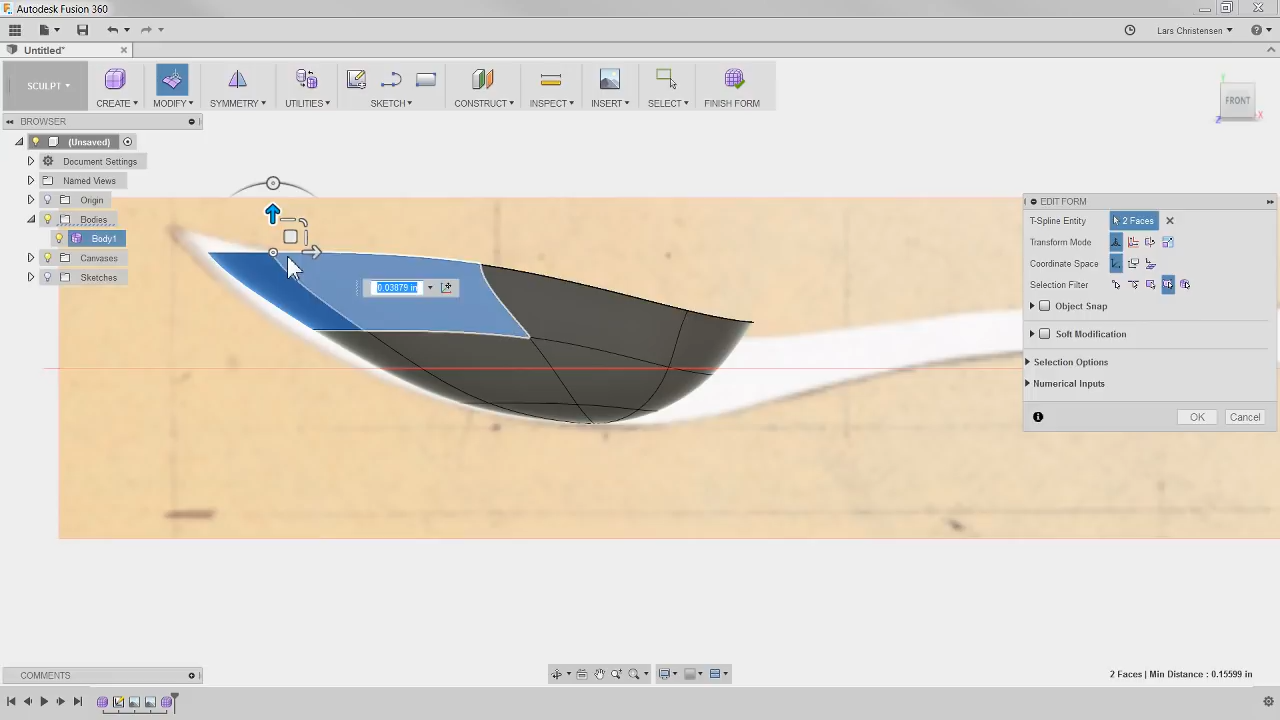 Autodesk Fusion 360
Lars Christensen
Untitled*
SCULPT
CREATE
MODIFY
SYMMETRY
UTILITIES
SKETCH
CONSTRUCT
INSPECT
INSERT
SELECT
FINISH FORM
FRONT
Y
X
Z
BROWSER
(Unsaved)
Document Settings
Named Views
Origin
Bodies
Body1
Canvases
Sketches
0.03879 in
EDIT FORM
T-Spline Entity 2 Faces
Transform Mode
Coordinate Space
Selection Filter
Object Snap
Soft Modification
Selection Options
Numerical Inputs
OK Cancel
COMMENTS
2 Faces | Min Distance : 0.15599 in